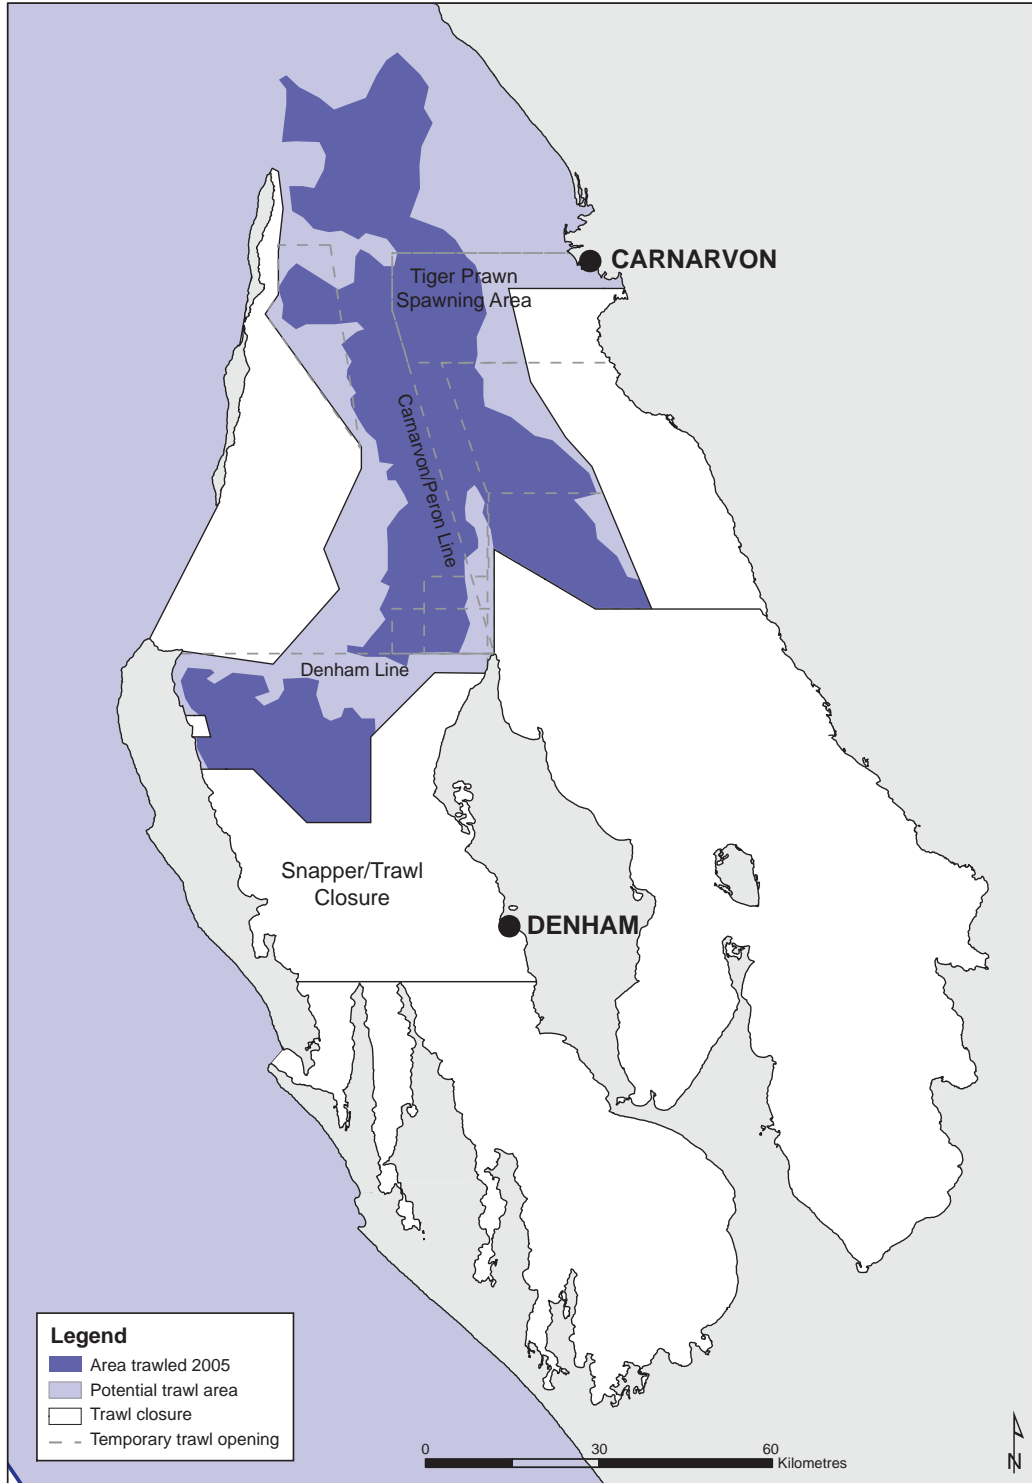 CARNARVON
Tiger Prawn
Spawning Area
Carnarvon/Peron Line
Denham Line
Snapper/Trawl
Closure
DENHAM
Legend
Area trawled 2005
Potential trawl area
Trawl closure
Temporary trawl opening
0 30 60
Kilometres
N